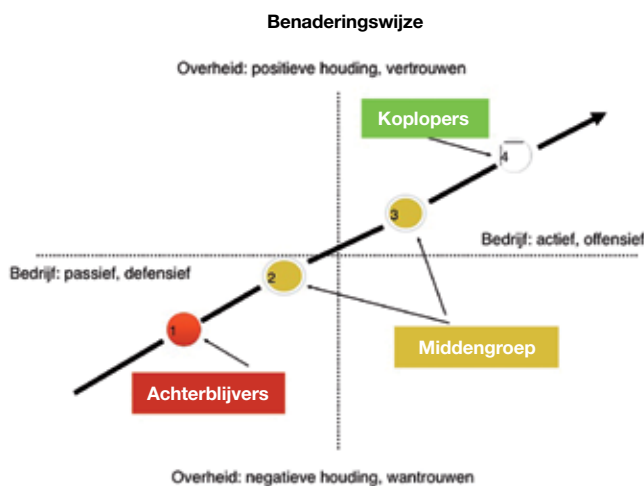 Benaderingswijze
Overheid: positieve houding, vertrouwen
Koplopers
4
3
Bedrijf: actief, offensief
Bedrijf: passief, defensief
2
1
Middengroep
Achterblijvers
Overheid: negatieve houding, wantrouwen